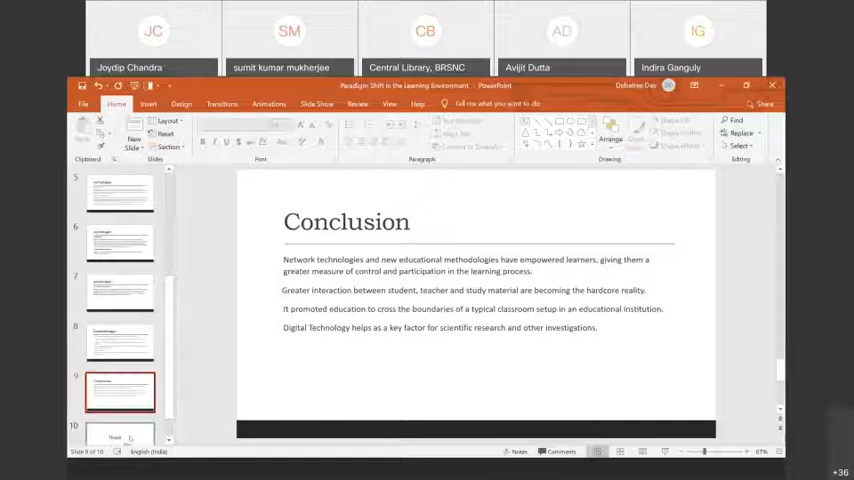 JC
SM
CB
AD
IG
Joydip Chandra
sumit kumar mukherjee
Central Library, BRSNC
Avijit Dutta
Indira Ganguly
Paradigm Shift in the Learning Environment - PowerPoint
Debatree Das
File
Home
Insert
Design
Transitions
Animations
Slide Show
Review
View
Help
Tell me what you want to do
Share
Paste
New
Slide
Layout
Reset
Section
Arrange
Shape Effects
Find
Replace
Select
Clipboard
Slides
Font
Paragraph
Drawing
Editing
5
6
7
8
9
10
Thank
Conclusion
Network technologies and new educational methodologies have empowered learners, giving them a
greater measure of control and participation in the learning process.
Greater interaction between student, teacher and study material are becoming the hardcore reality.
It promoted education to cross the boundaries of a typical classroom setup in an educational institution.
Digital Technology helps as a key factor for scientific research and other investigations.
Slide 9 of 10
English (India)
Notes
Comments
67%
+36